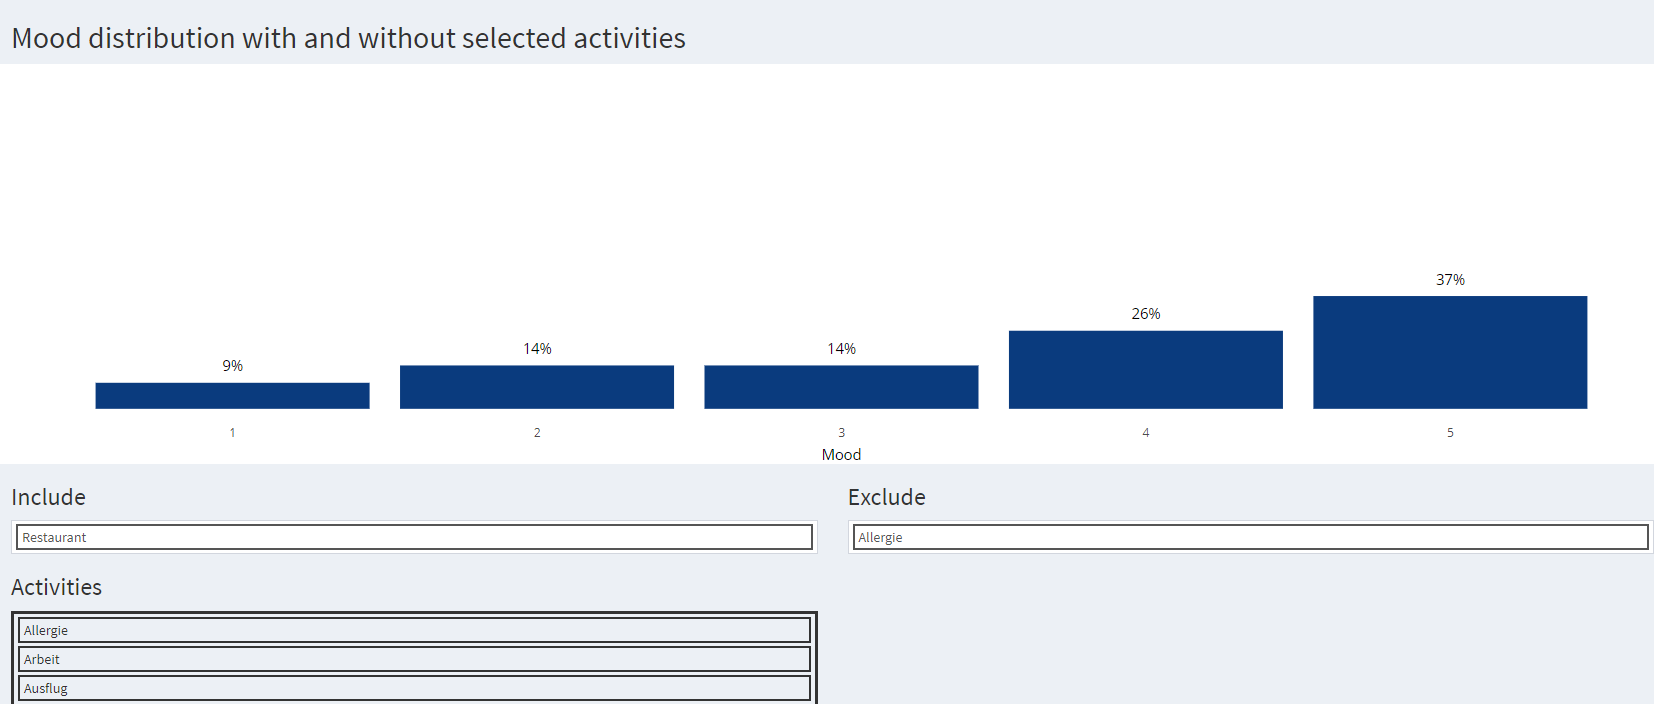 Mood distribution with and without selected activities
37%
26%
14%
14%
9%
1
2
3
4
5
Mood
Include
Restaurant
Exclude
Allergie
Activities
Allergie
Arbeit
Ausflug